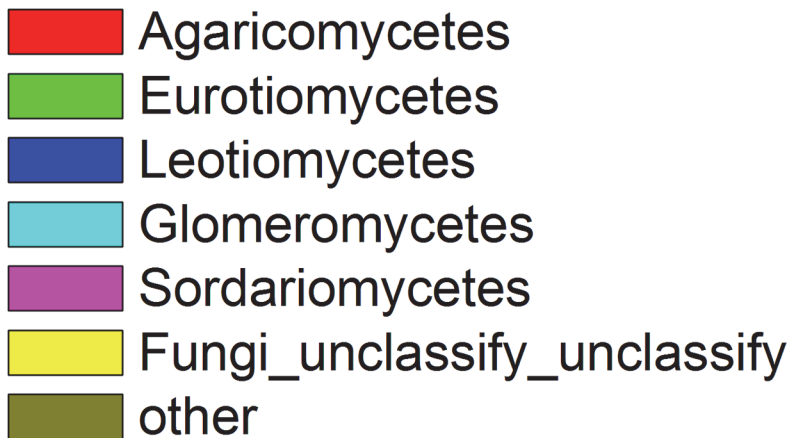 Agaricomycetes
Eurotiomycetes
Leotiomycetes
Glomeromycetes
Sordariomycetes
Fungi_unclassify_unclassify
other